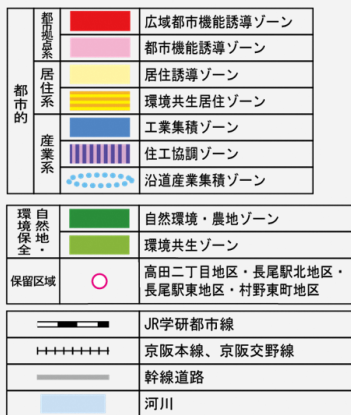 都市的
都市拠点系
広域都市機能誘導ゾーン
都市機能誘導ゾーン
居住系
居住誘導ゾーン
環境共生居住ゾーン
産業系
工業集積ゾーン
住工協調ゾーン
沿道産業集積ゾーン
自然地・
環境保全
自然環境・農地ゾーン
環境共生ゾーン
保留区域
高田二丁目地区・長尾駅北地区・
長尾駅東地区・村野東町地区
JR学研都市線
京阪本線、京阪交野線
幹線道路
河川